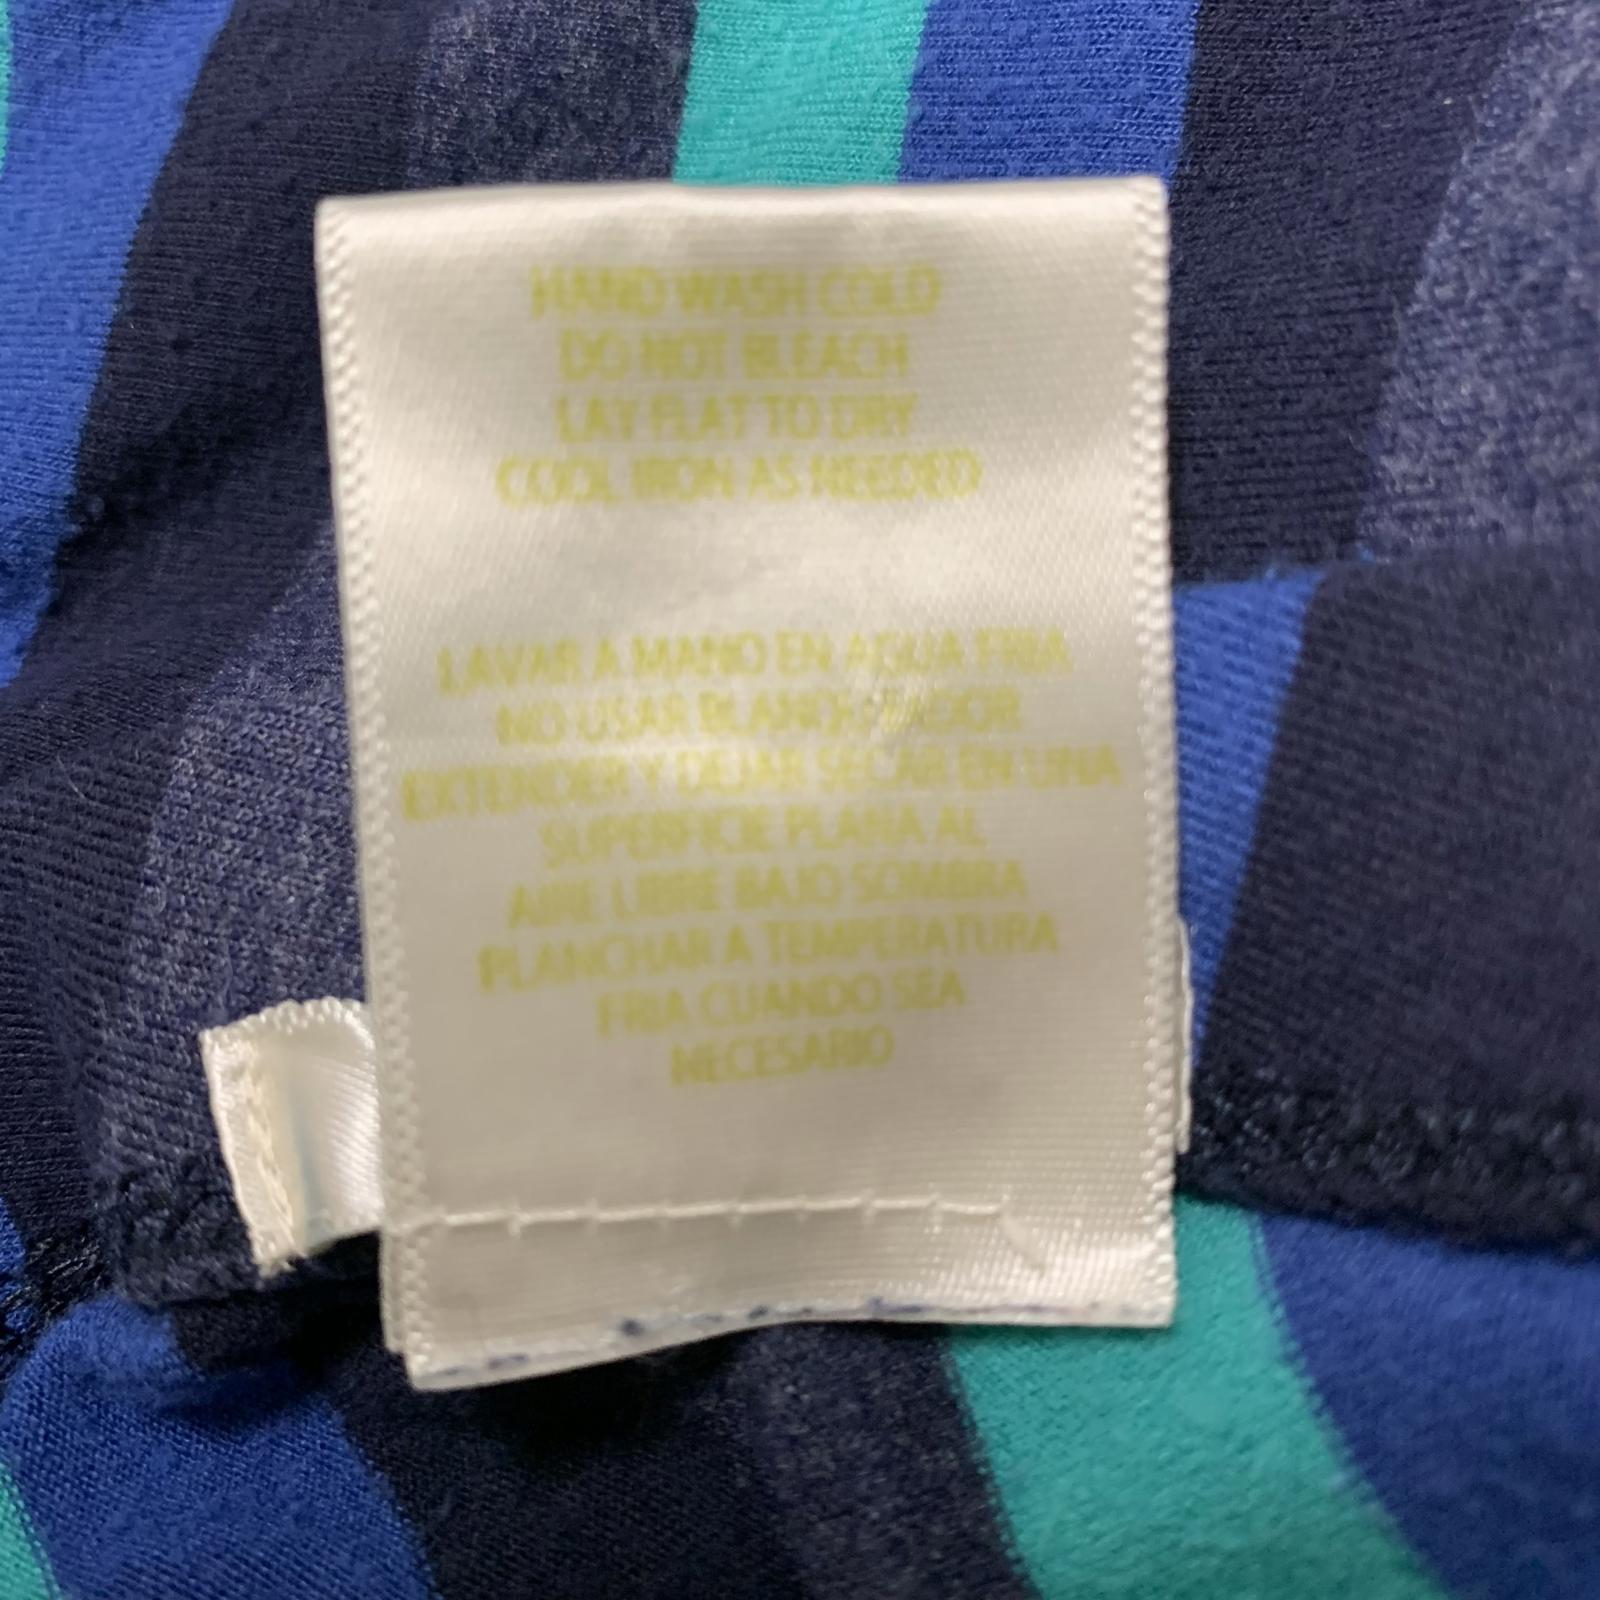 HAND WASH COLD
DO NOT BLEACH
LAY FLAT TO DRY
COOL IRON AS NEEDED
LAVAR A MANO EN AGUA FRIA
NO USAR BLANQUEADOR
EXTENDER Y DEJAR SECAR EN UNA
SUPERFICIE PLANA AL
AIRE LIBRE BAJO SOMBRA
PLANCHAR A TEMPERATURA
FRIA CUANDO SEA
NECESARIO